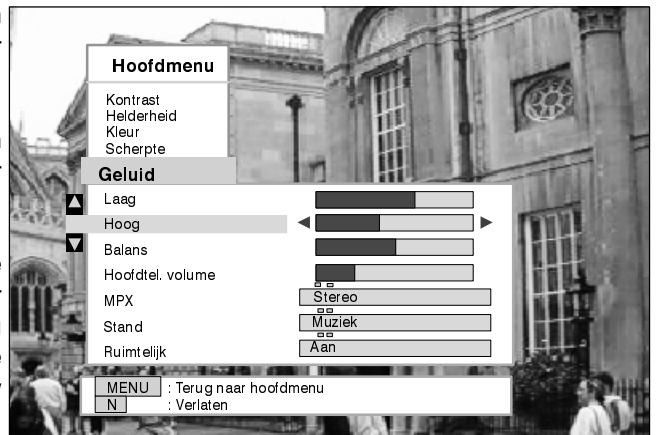 Hoofdmenu
Kontrast
Helderheid
Kleur
Scherpte
Geluid
Laag
Hoog
Balans
Hoofdtel. volume
MPX Stereo
Stand Muziek
Ruimtelijk Aan
MENU : Terug naar hoofdmenu
N : Verlaten